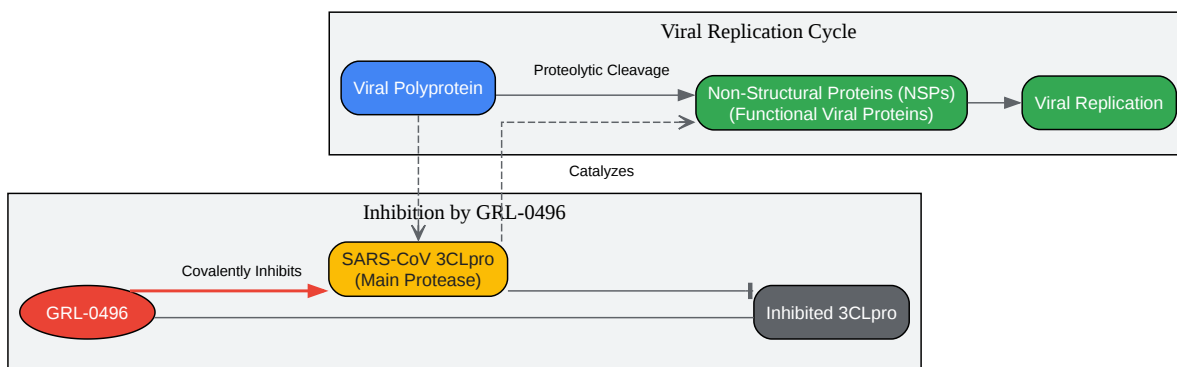 Viral Replication Cycle
Viral Polyprotein
Proteolytic Cleavage
Non-Structural Proteins (NSPs)
(Functional Viral Proteins)
Viral Replication
Catalyzes
Inhibition by GRL-0496
SARS-CoV 3CLpro
(Main Protease)
Covalently Inhibits
GRL-0496
Inhibited 3CLpro